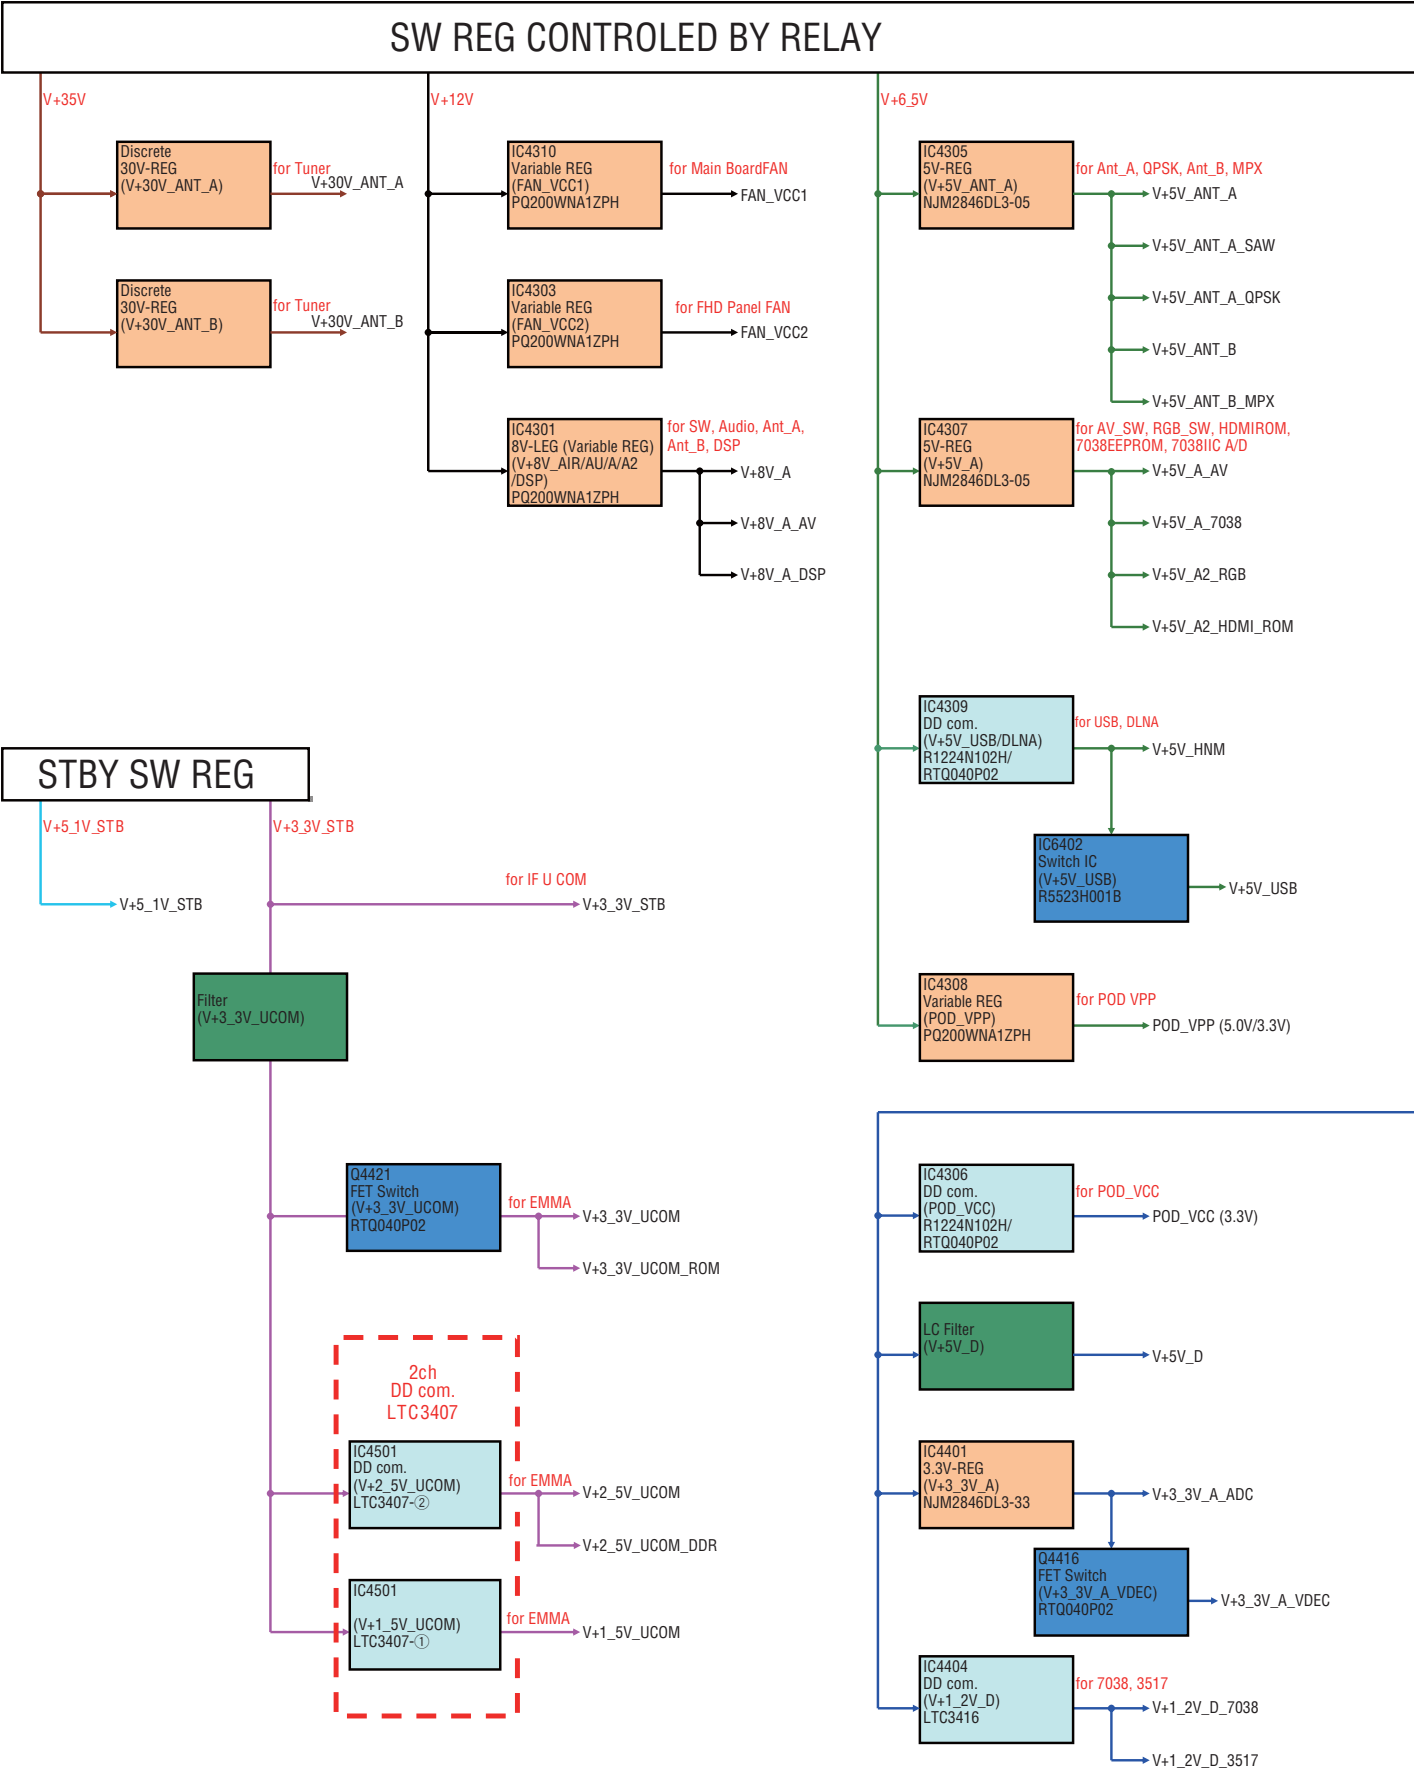 SW REG CONTROLED BY RELAY
V+35V
Discrete
30V-REG
(V+30V_ANT_A)
for Tuner
V+30V_ANT_A
Discrete
30V-REG
(V+30V_ANT_B)
for Tuner
V+30V_ANT_B
V+12V
IC4310
Variable REG
(FAN_VCC1)
PQ200WNA1ZPH
for Main BoardFAN
FAN_VCC1
IC4303
Variable REG
(FAN_VCC2)
PQ200WNA1ZPH
for FHD Panel FAN
FAN_VCC2
IC4301
8V-LEG (Variable REG)
(V+8V_AIR/AU/A/A2
/DSP)
PQ200WNA1ZPH
for SW, Audio, Ant_A,
Ant_B, DSP
V+8V_A
V+8V_A_AV
V+8V_A_DSP
V+6_5V
IC4305
5V-REG
(V+5V_ANT_A)
NJM2846DL3-05
for Ant_A, QPSK, Ant_B, MPX
V+5V_ANT_A
V+5V_ANT_A_SAW
V+5V_ANT_A_QPSK
V+5V_ANT_B
V+5V_ANT_B_MPX
IC4307
5V-REG
(V+5V_A)
NJM2846DL3-05
for AV_SW, RGB_SW, HDMIROM,
7038EEPROM, 7038IIC A/D
V+5V_A_AV
V+5V_A_7038
V+5V_A2_RGB
V+5V_A2_HDMI_ROM
IC4309
DD com.
(V+5V_USB/DLNA)
R1224N102H/
RTQ040P02
for USB, DLNA
V+5V_HNM
IC6402
Switch IC
(V+5V_USB)
R5523H001B
V+5V_USB
IC4308
Variable REG
(POD_VPP)
PQ200WNA1ZPH
for POD VPP
POD_VPP (5.0V/3.3V)
STBY SW REG
V+5_1V_STB
V+5_1V_STB
V+3_3V_STB
for IF U COM
V+3_3V_STB
Filter
(V+3_3V_UCOM)
Q4421
FET Switch
(V+3_3V_UCOM)
RTQ040P02
for EMMA
V+3_3V_UCOM
V+3_3V_UCOM_ROM
2ch
DD com.
LTC3407
IC4501
DD com.
(V+2_5V_UCOM)
LTC3407-②
for EMMA
V+2_5V_UCOM
V+2_5V_UCOM_DDR
IC4501
(V+1_5V_UCOM)
LTC3407-①
for EMMA
V+1_5V_UCOM
IC4306
DD com.
(POD_VCC)
R1224N102H/
RTQ040P02
for POD_VCC
POD_VCC (3.3V)
LC Filter
(V+5V_D)
V+5V_D
IC4401
3.3V-REG
(V+3_3V_A)
NJM2846DL3-33
V+3_3V_A_ADC
Q4416
FET Switch
(V+3_3V_A_VDEC)
RTQ040P02
V+3_3V_A_VDEC
IC4404
DD com.
(V+1_2V_D)
LTC3416
for 7038, 3517
V+1_2V_D_7038
V+1_2V_D_3517